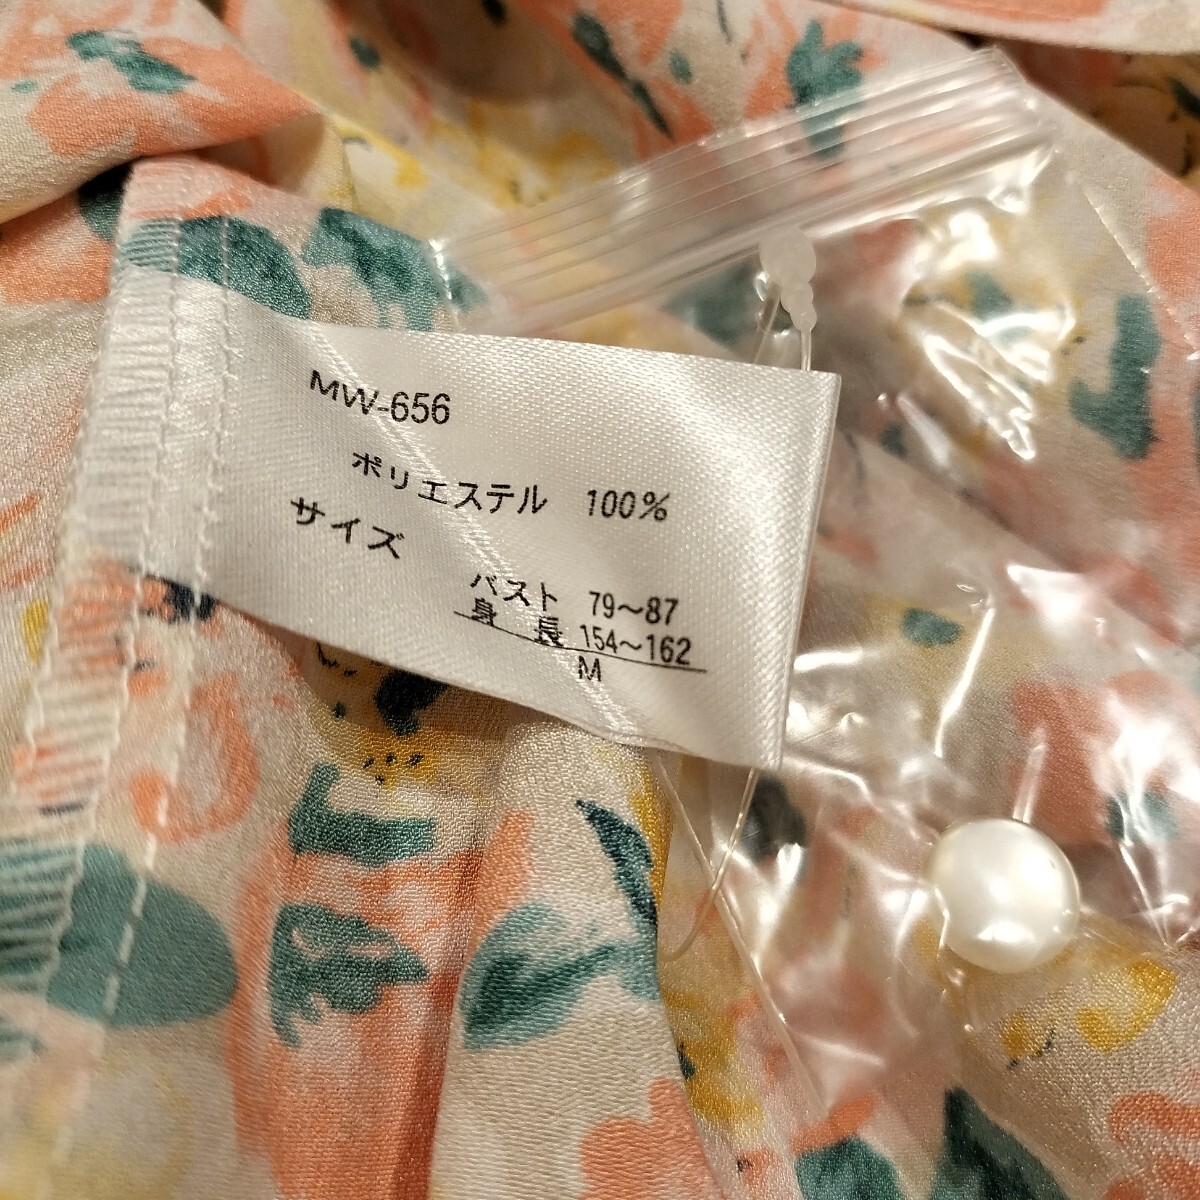 MW-656
ポリエステル 100%
サイズ
バスト 79～87
身 長 154～162
M